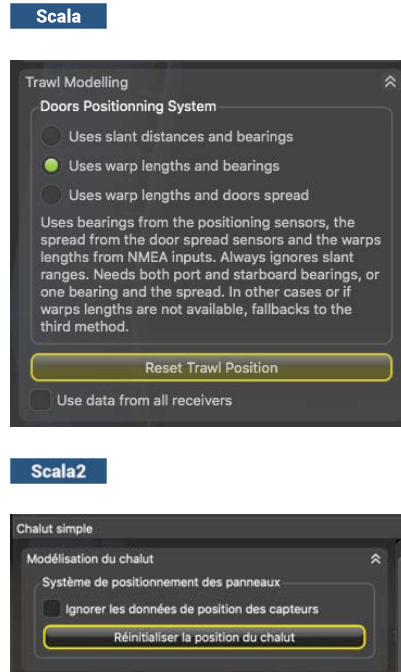 Scala
Trawl Modelling
Doors Positionning System
Uses slant distances and bearings
Uses warp lengths and bearings
Uses warp lengths and doors spread
Uses bearings from the positioning sensors, the
spread from the door spread sensors and the warps
lengths from NMEA inputs. Always ignores slant
ranges. Needs both port and starboard bearings, or
one bearing and the spread. In other cases or if
warps lengths are not available, fallbacks to the
third method.
Reset Trawl Position
Use data from all receivers
Scala2
Chalut simple
Modélisation du chalut
Système de positionnement des panneaux
Ignorer les données de position des capteurs
Réinitialiser la position du chalut